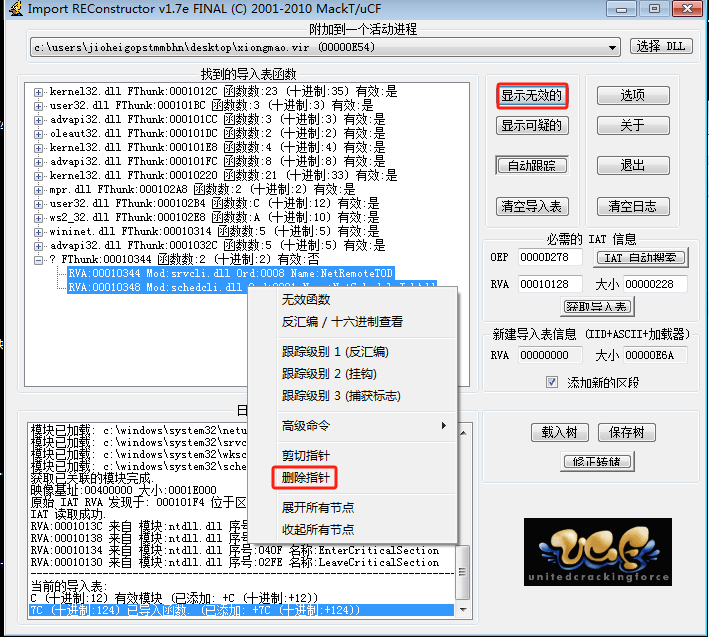 Import REConstructor v1.7e FINAL (C) 2001-2010 MackT/uCF
附加到一个活动进程
c:\users\jioheigopstmmbhn\desktop\xiongmao.vir (00000E54)
选择 DLL
找到的导入表函数
kernel32.dll FThunk:0001012C 函数数:23 (十进制:35) 有效:是
user32.dll FThunk:000101BC 函数数:3 (十进制:3) 有效:是
advapi32.dll FThunk:000101CC 函数数:3 (十进制:3) 有效:是
oleaut32.dll FThunk:000101DC 函数数:2 (十进制:2) 有效:是
kernel32.dll FThunk:000101E8 函数数:4 (十进制:4) 有效:是
advapi32.dll FThunk:000101FC 函数数:8 (十进制:8) 有效:是
kernel32.dll FThunk:00010220 函数数:21 (十进制:33) 有效:是
mpr.dll FThunk:000102A8 函数数:2 (十进制:2) 有效:是
user32.dll FThunk:000102B4 函数数:C (十进制:12) 有效:是
ws2_32.dll FThunk:000102E8 函数数:A (十进制:10) 有效:是
wininet.dll FThunk:00010314 函数数:5 (十进制:5) 有效:是
advapi32.dll FThunk:0001032C 函数数:5 (十进制:5) 有效:是
? FThunk:00010344 函数数:2 (十进制:2) 有效:否
RVA:00010344 Mod:srvcli.dll Ord:0008 Name:NetRemoteTOD
RVA:00010348 Mod:schedcli.dll
显示无效的
显示可疑的
自动跟踪
清空导入表
选项
关于
退出
清空日志
必需的 IAT 信息
OEP 0000D278 IAT 自动搜索
RVA 00010128 大小 00000228
获取导入表
新建导入表信息 (IID+ASCII+加载器)
RVA 00000000 大小 00000E6A
添加新的区段
载入树
保存树
修正转储
无效函数
反汇编 / 十六进制查看
跟踪级别 1 (反汇编)
跟踪级别 2 (挂钩)
跟踪级别 3 (捕获标志)
高级命令
剪切指针
删除指针
展开所有节点
收起所有节点
日
模块已加载: c:\windows\system32\netu
模块已加载: c:\windows\system32\srvc
模块已加载: c:\windows\system32\wksc
模块已加载: c:\windows\system32\sche
获取已关联的模块完成.
映像基址:00400000 大小:0001E000
原始 IAT RVA 发现于: 000101F4 位于区
IAT 读取成功.
RVA:0001013C 来自 模块:ntdll.dll 序号
RVA:00010134 来自 模块:ntdll.dll 序号:040F 名称:EnterCriticalSection
RVA:00010130 来自 模块:ntdll.dll 序号:02FE 名称:LeaveCriticalSection
当前的导入表:
C (十进制:12) 有效模块 (已添加: +C (十进制:+12))
7C (十进制:124) 已导入函数. (已添加: +7C (十进制:+124))
UCF
unitedcrackingforce